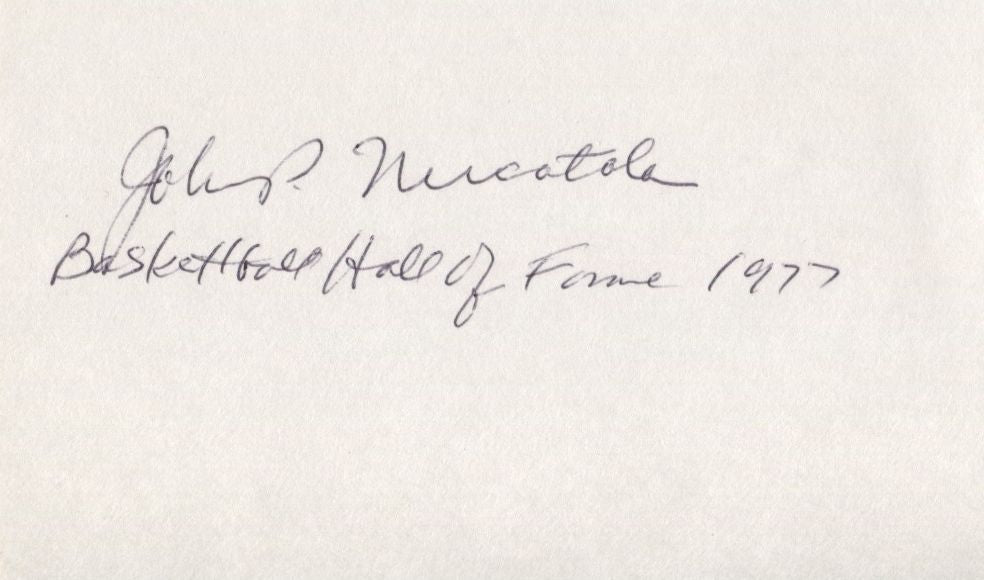 John P. Nucatola
Basketball Hall of Fame 1977